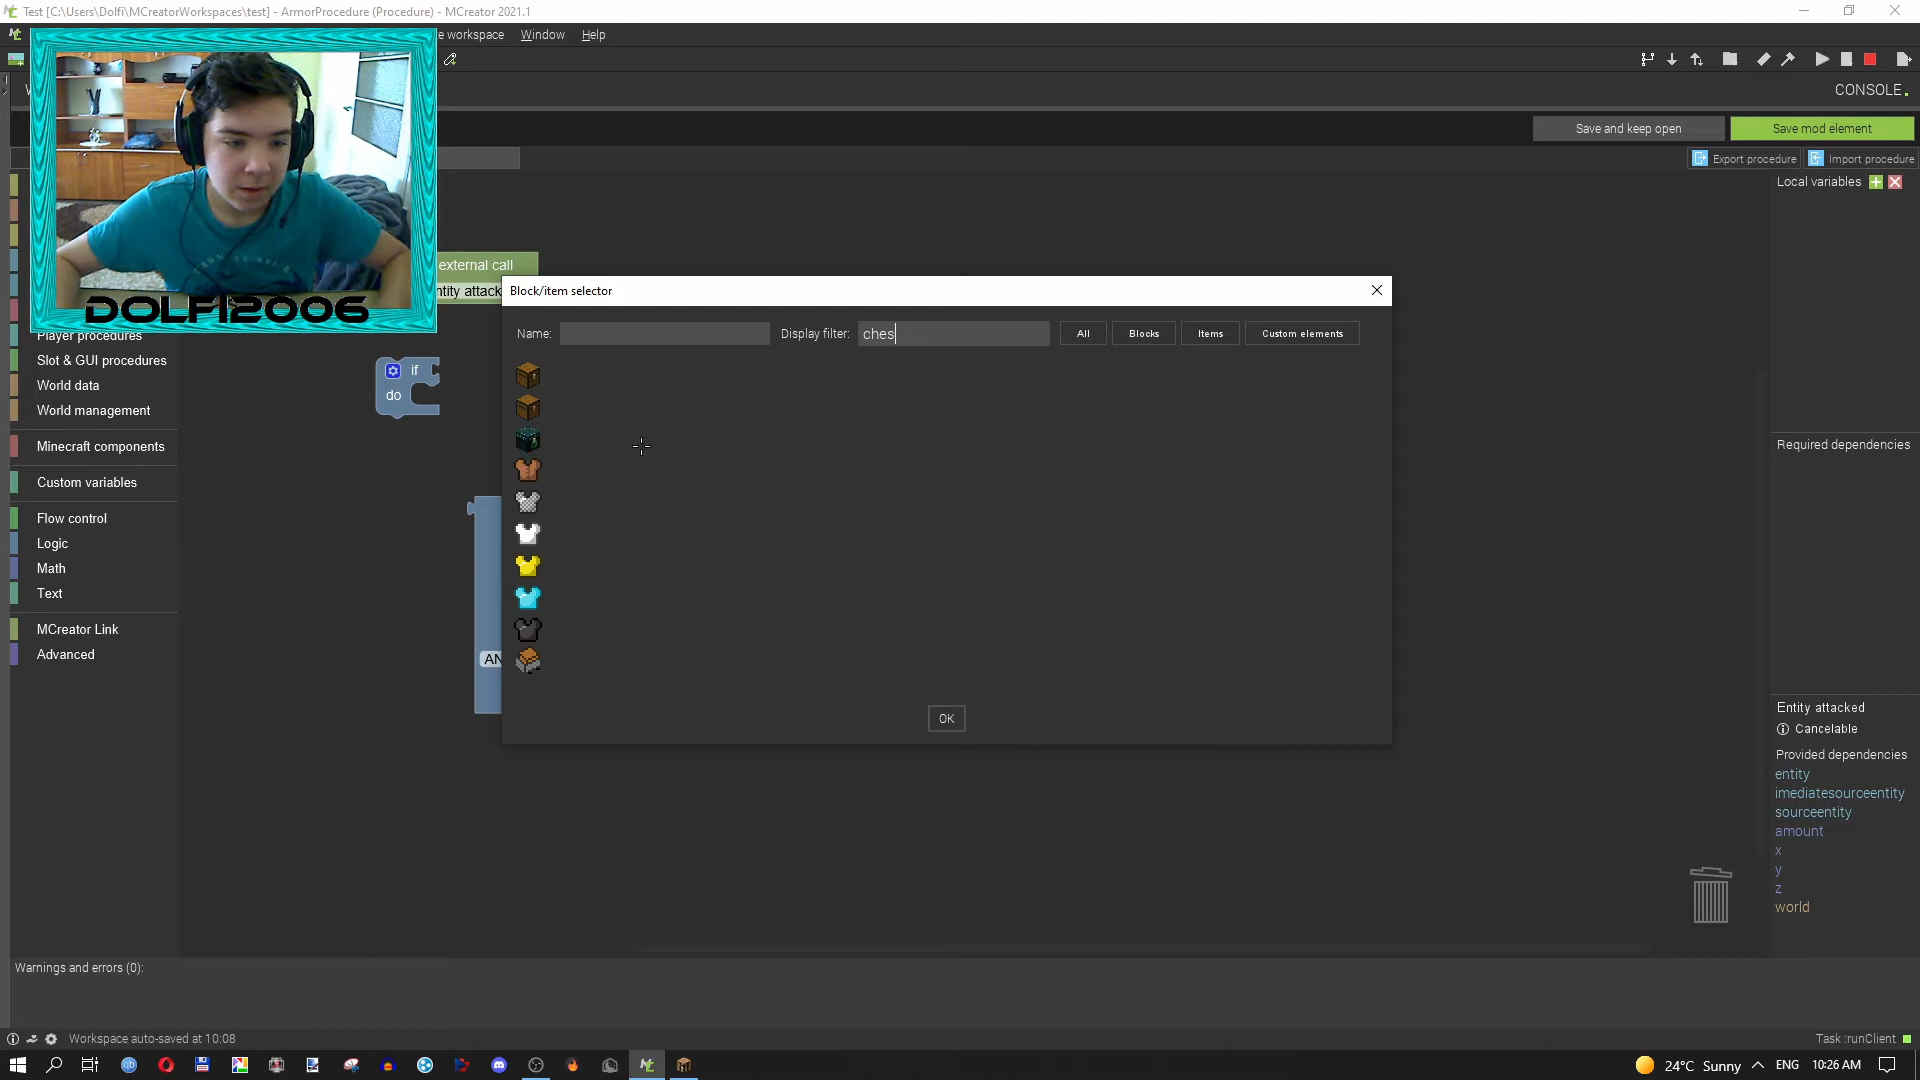 Test [C:\Users\Dolfi\MCreatorWorkspaces\test] - ArmorProcedure (Procedure) - MCreator 2021.1
workspace Window Help
CONSOLE
Save and keep open Save mod element
Export procedure Import procedure
Local variables
external call
DOLFI2006
Block/item selector
Name: Display filter: ches All Blocks Items Custom elements
Player procedures
Slot & GUI procedures
World data
World management
Minecraft components
Custom variables
Flow control
Logic
Math
Text
MCreator Link
Advanced
if
do
OK
Required dependencies
Entity attacked
Cancelable
Provided dependencies
entity
imediatesourceentity
sourceentity
amount
x
y
z
world
Warnings and errors (0):
Workspace auto-saved at 10:08
Task :runClient
24°C Sunny ENG 10:26 AM